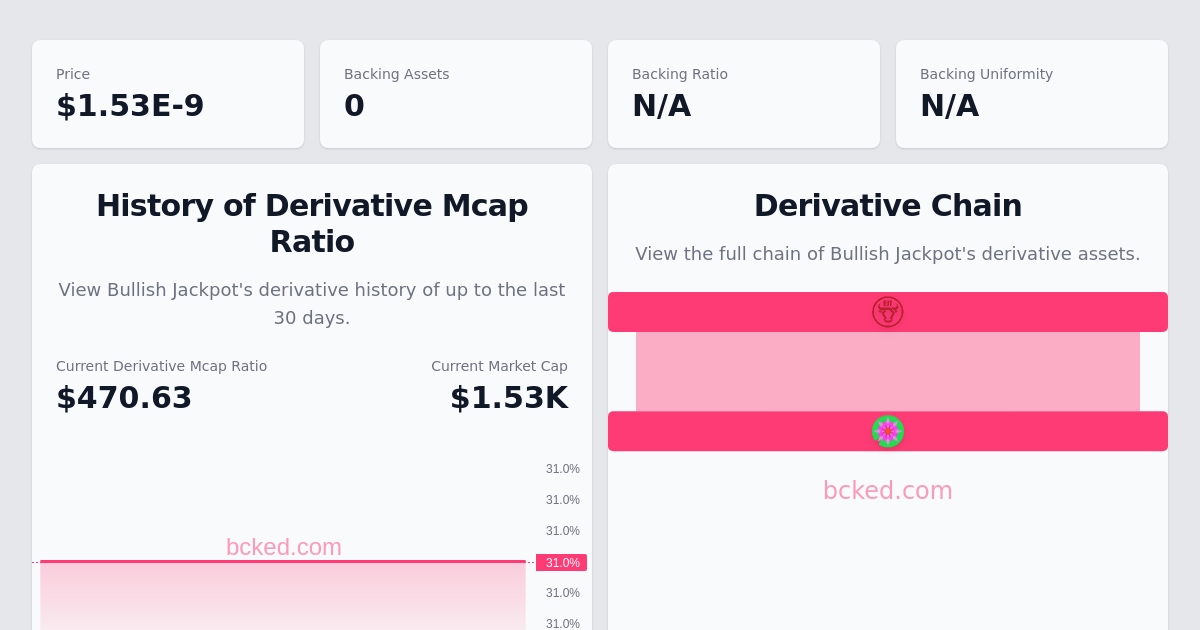 Price
$1.53E-9
Backing Assets
0
Backing Ratio
N/A
Backing Uniformity
N/A
History of Derivative Mcap
Ratio
View Bullish Jackpot's derivative history of up to the last
30 days.
Current Derivative Mcap Ratio
$470.63
Current Market Cap
$1.53K
31.0%
31.0%
31.0%
bcked.com
31.0%
31.0%
31.0%
Derivative Chain
View the full chain of Bullish Jackpot's derivative assets.
bcked.com